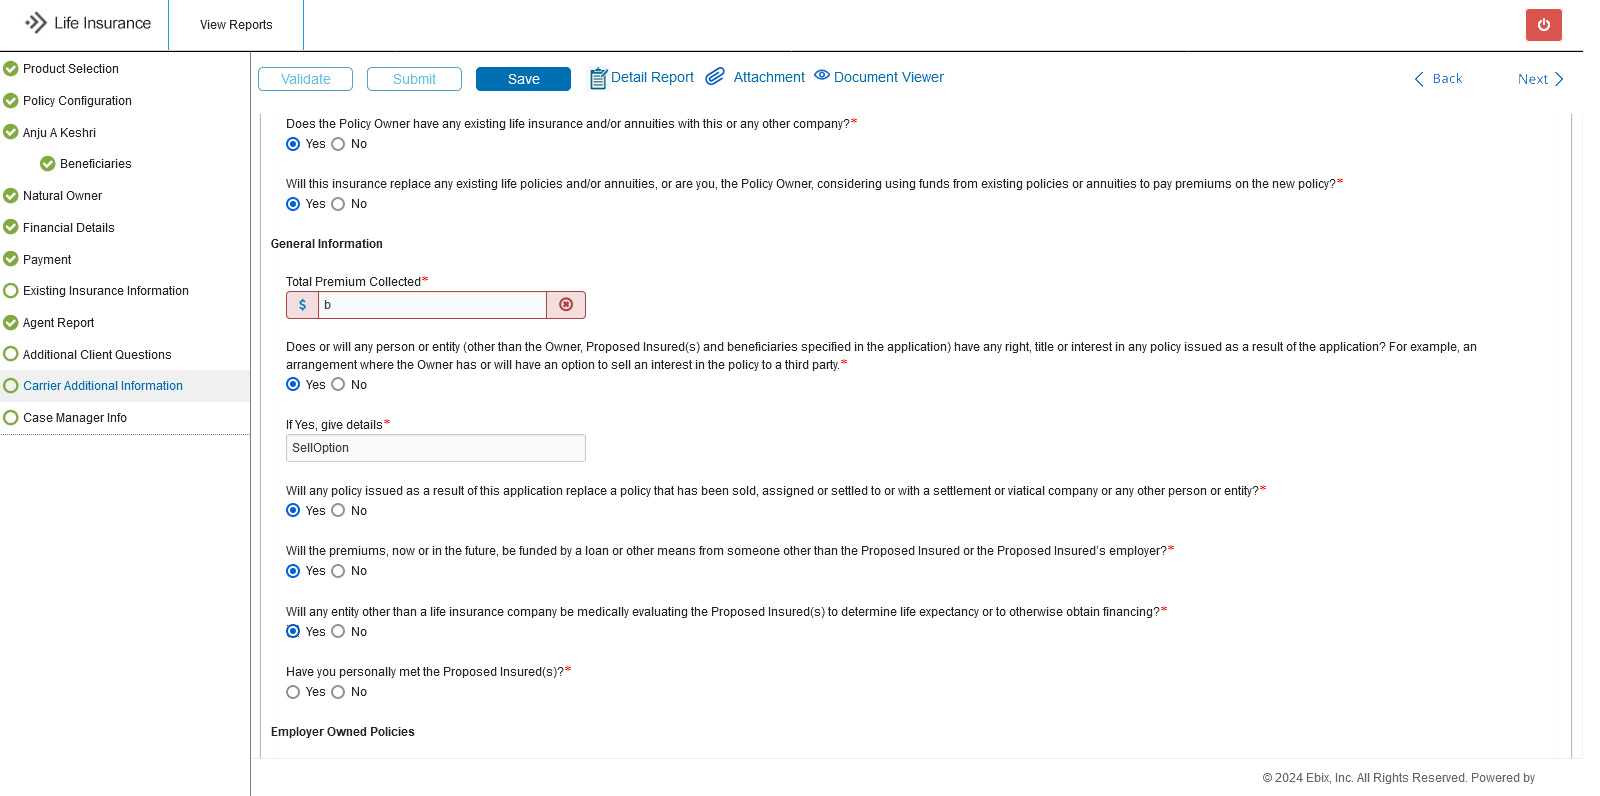 Life Insurance
View Reports
Product Selection
Policy Configuration
Anju A Keshri
Beneficiaries
Natural Owner
Financial Details
Payment
Existing Insurance Information
Agent Report
Additional Client Questions
Carrier Additional Information
Case Manager Info
Validate
Submit
Save
Detail Report
Attachment
Document Viewer
Back
Next
Does the Policy Owner have any existing life insurance and/or annuities with this or any other company?*
Yes No
Will this insurance replace any existing life policies and/or annuities, or are you, the Policy Owner, considering using funds from existing policies or annuities to pay premiums on the new policy?*
Yes No
General Information
Total Premium Collected*
$ b
Does or will any person or entity (other than the Owner, Proposed Insured(s) and beneficiaries specified in the application) have any right, title or interest in any policy issued as a result of the application? For example, an
arrangement where the Owner has or will have an option to sell an interest in the policy to a third party.*
Yes No
If Yes, give details*
SellOption
Will any policy issued as a result of this application replace a policy that has been sold, assigned or settled to or with a settlement or viatical company or any other person or entity?*
Yes No
Will the premiums, now or in the future, be funded by a loan or other means from someone other than the Proposed Insured or the Proposed Insured's employer?*
Yes No
Will any entity other than a life insurance company be medically evaluating the Proposed Insured(s) to determine life expectancy or to otherwise obtain financing?*
Yes No
Have you personally met the Proposed Insured(s)?*
Yes No
Employer Owned Policies
© 2024 Ebix, Inc. All Rights Reserved. Powered by